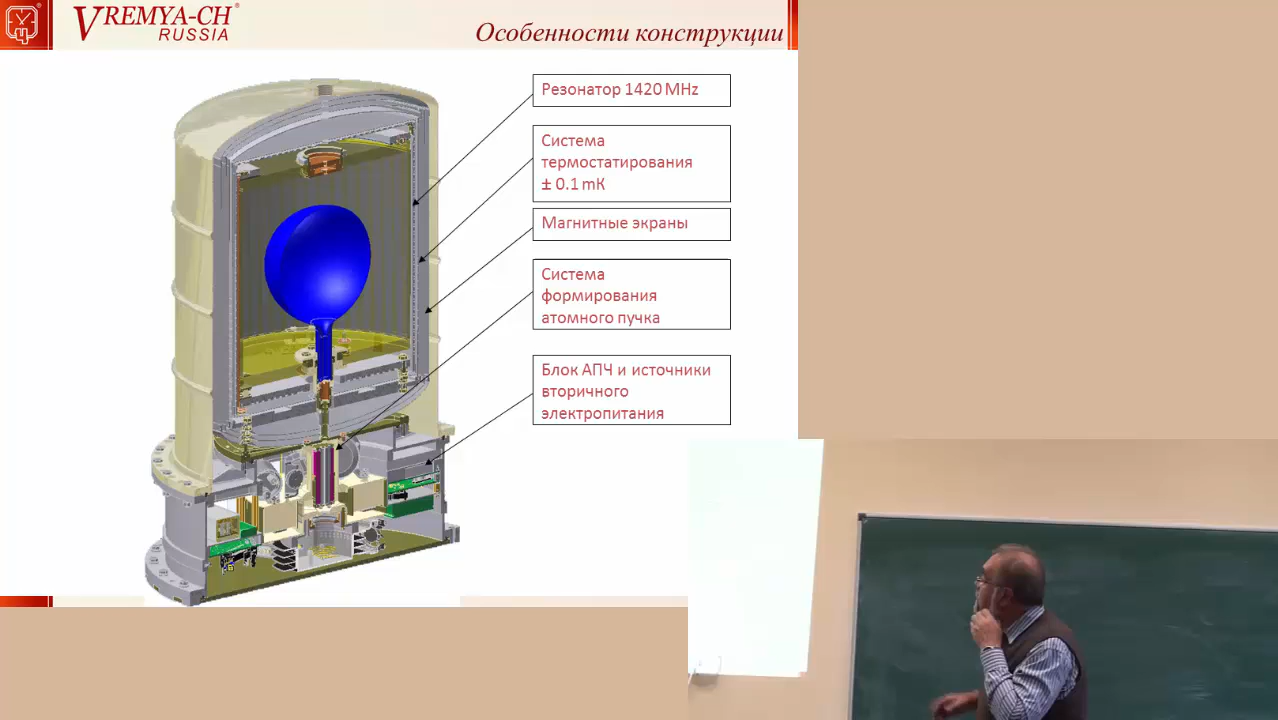 VREMYA-CH®
RUSSIA
Особенности конструкции
Резонатор 1420 MHz
Система
термостатирования
± 0.1 mK
Магнитные экраны
Система
формирования
атомного пучка
Блок АПЧ и источники
вторичного
электропитания